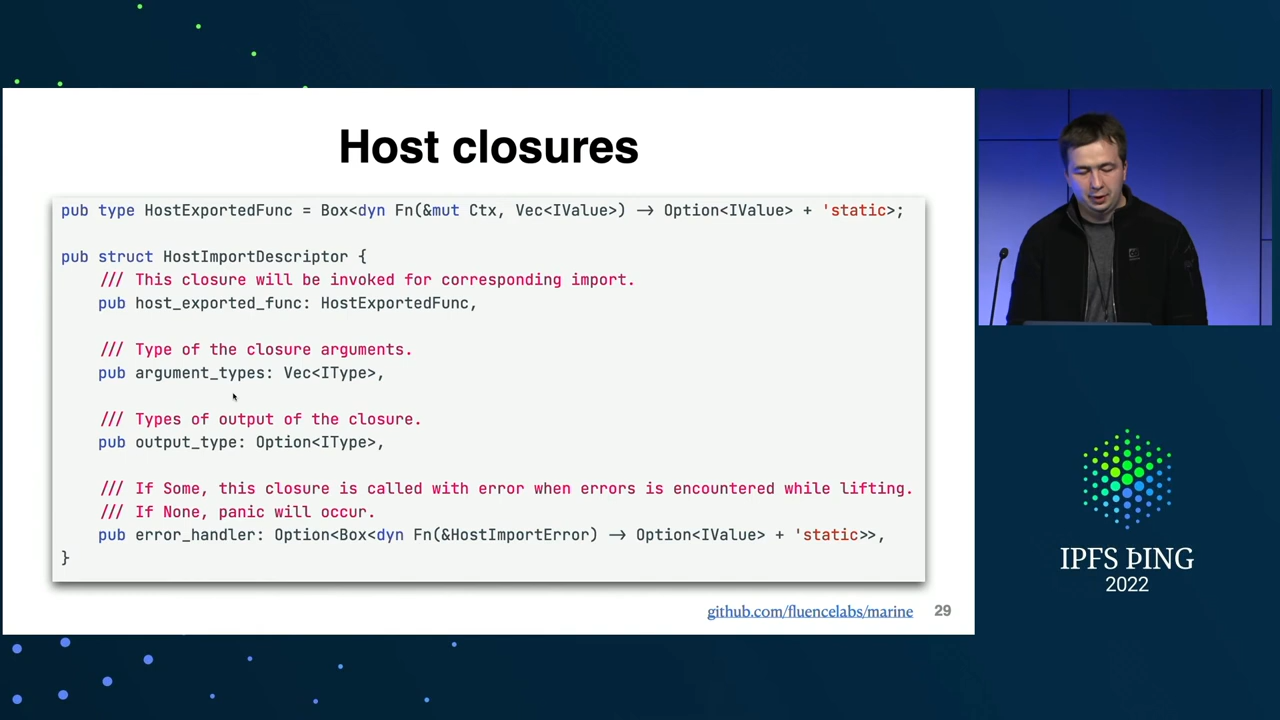 Host closures
pub type HostExportedFunc = Box<dyn Fn(&mut Ctx, Vec<IValue>) -> Option<IValue> + 'static>;
pub struct HostImportDescriptor {
/// This closure will be invoked for corresponding import.
pub host_exported_func: HostExportedFunc,
/// Type of the closure arguments.
pub argument_types: Vec<IType>,
/// Types of output of the closure.
pub output_type: Option<IType>,
/// If Some, this closure is called with error when errors is encountered while lifting.
/// If None, panic will occur.
pub error_handler: Option<Box<dyn Fn(&HostImportError) -> Option<IValue> + 'static>>,
}
github.com/fluencelabs/marine 29
IPFS ÞING
2022